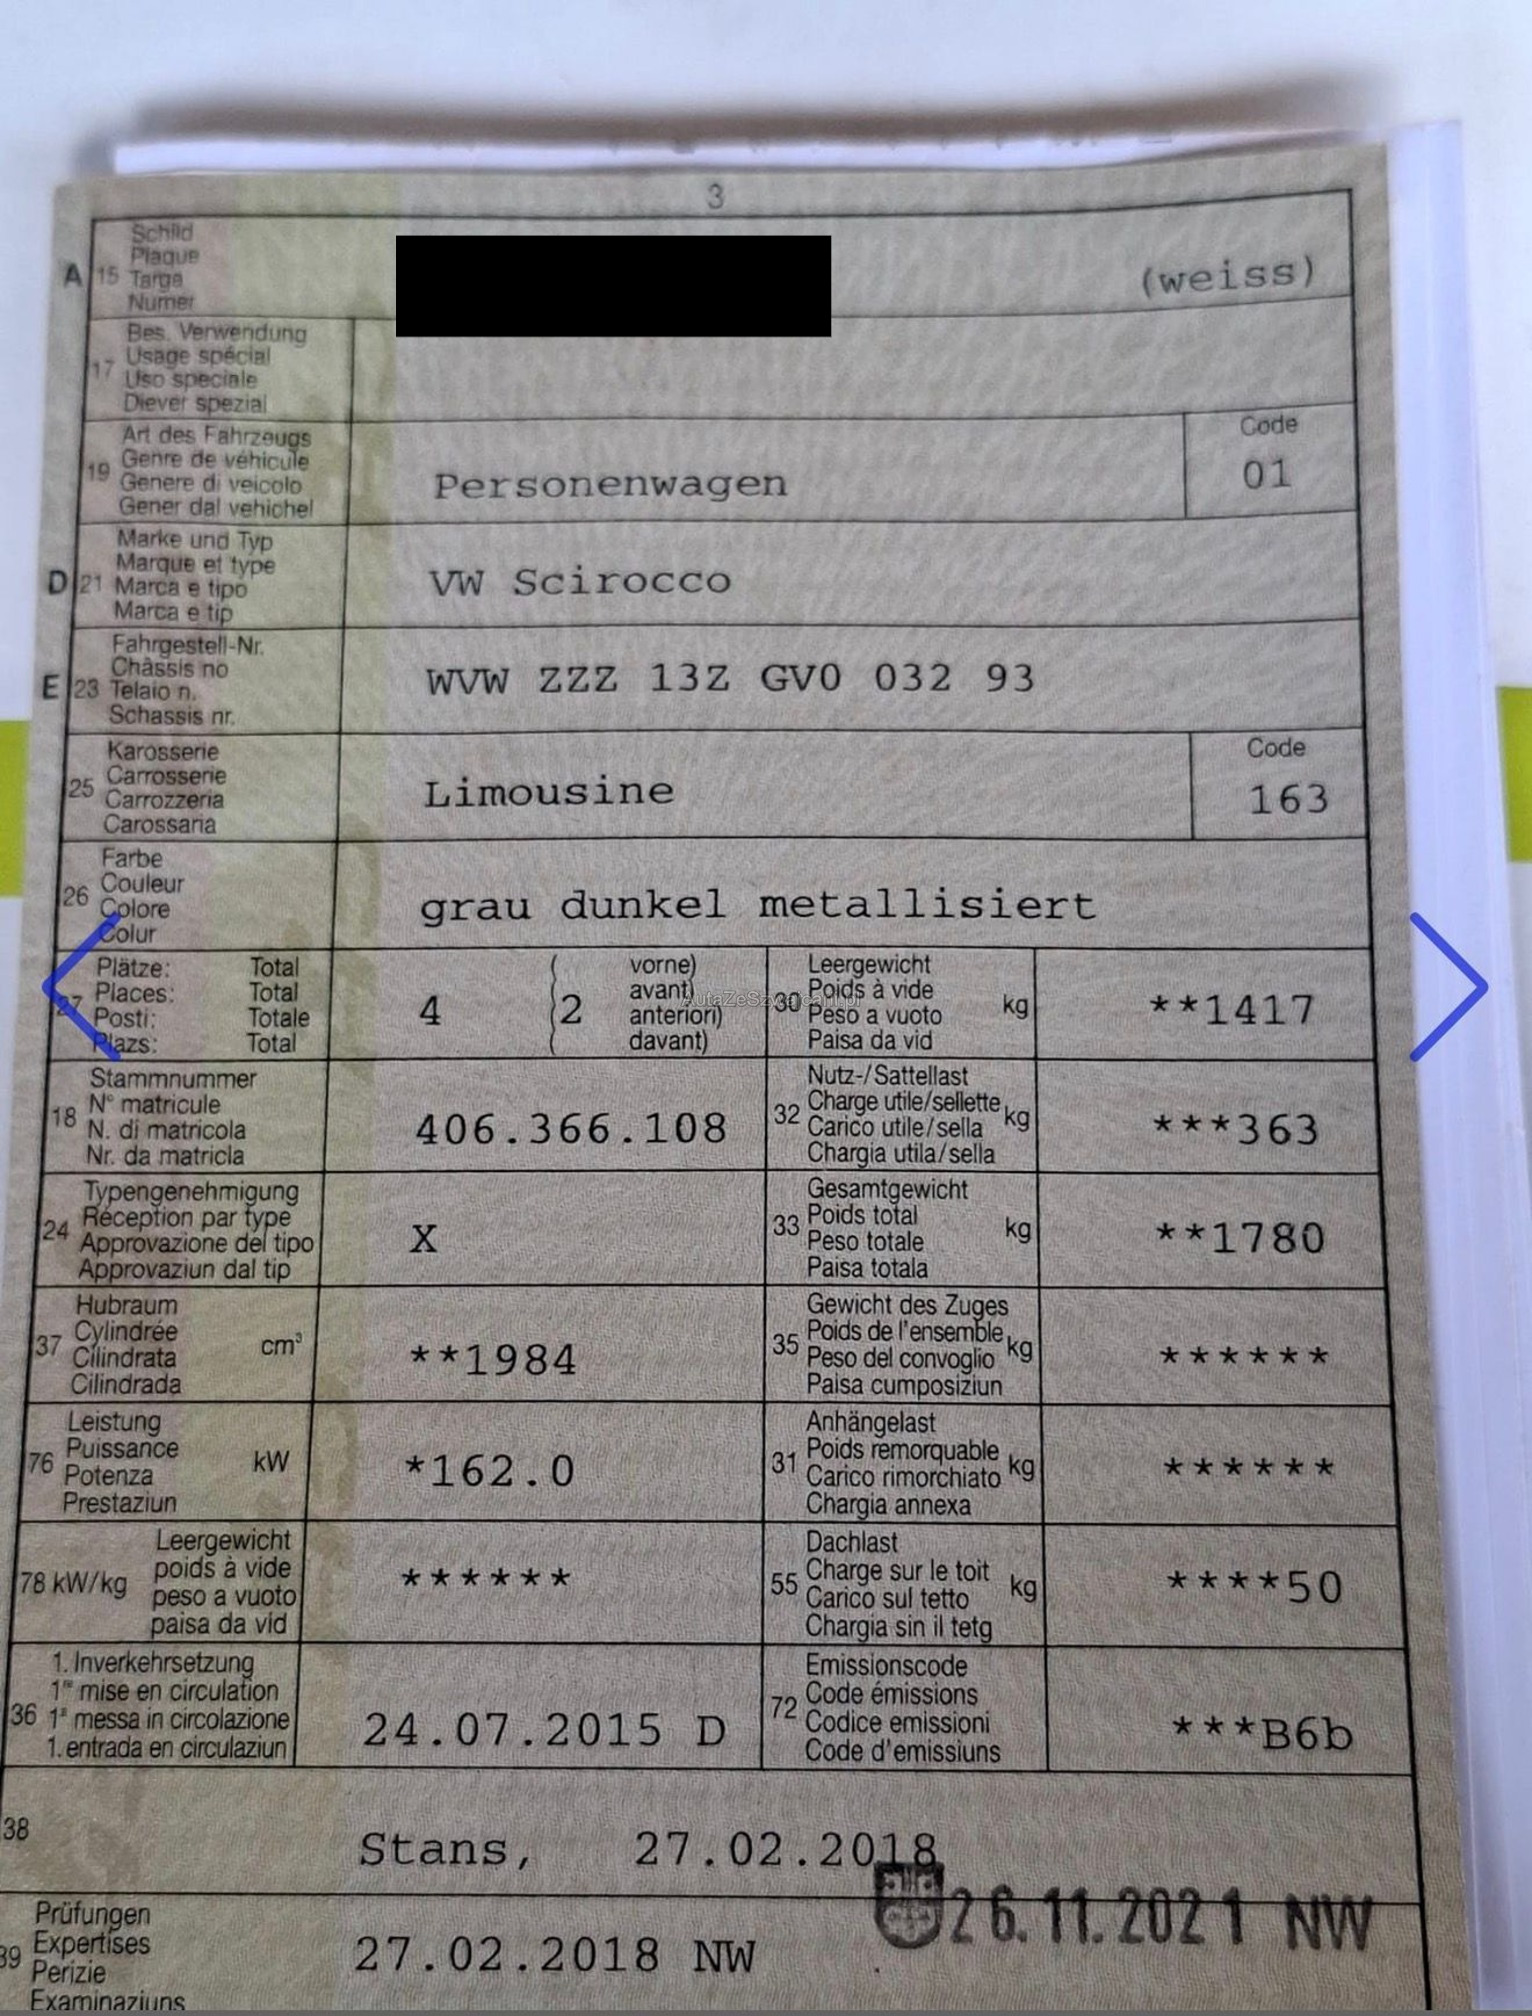 3
A 15 Schild
Plaque
Targa
Numer
(weiss)
17 Bes. Verwendung
Usage spécial
Uso speciale
Diever spezial
19 Art des Fahrzeugs
Genre de véhicule
Genere di veicolo
Gener dal vehichel
Personenwagen
Code
01
D 21 Marke und Typ
Marque et type
Marca e tipo
Marca e tip
VW Scirocco
E 23 Fahrgestell-Nr.
Châssis no
Telaio n.
Schassis nr.
WVW ZZZ 13Z GV0 032 93
25 Karosserie
Carrosserie
Carrozzeria
Carossaria
Limousine
Code
163
26 Farbe
Couleur
Colore
Colur
grau dunkel metallisiert
27 Plätze: Total
Places: Total
Posti: Totale
Plazs: Total
4 (2 vorne)
avant)
anteriori)
davant)
AutaZeSzwajcarii.pl
30 Leergewicht
Poids à vide
Peso a vuoto
Paisa da vid
kg
**1417
18 Stammnummer
N° matricule
N. di matricola
Nr. da matricla
406.366.108
32 Nutz-/Sattellast
Charge utile/sellette
Carico utile/sella
Chargia utila/sella
kg
***363
24 Typengenehmigung
Réception par type
Approvazione del tipo
Approvaziun dal tip
X
33 Gesamtgewicht
Poids total
Peso totale
Paisa totala
kg
**1780
37 Hubraum
Cylindrée
Cilindrata
Cilindrada
cm³
**1984
35 Gewicht des Zuges
Poids de l'ensemble
Peso del convoglio
Paisa cumposiziun
kg
******
76 Leistung
Puissance
Potenza
Prestaziun
kW
*162.0
31 Anhängelast
Poids remorquable
Carico rimorchiato
Chargia annexa
kg
******
78 kW/kg Leergewicht
poids à vide
peso a vuoto
paisa da vid
******
55 Dachlast
Charge sur le toit
Carico sul tetto
Chargia sin il tetg
kg
****50
36 1. Inverkehrsetzung
1re mise en circulation
1a messa in circolazione
1. entrada en circulaziun
24.07.2015 D
72 Emissionscode
Code émissions
Codice emissioni
Code d'emissiuns
***B6b
38
Stans, 27.02.2018
26.11.2021 NW
39 Prüfungen
Expertises
Perizie
Examinaziuns
27.02.2018 NW